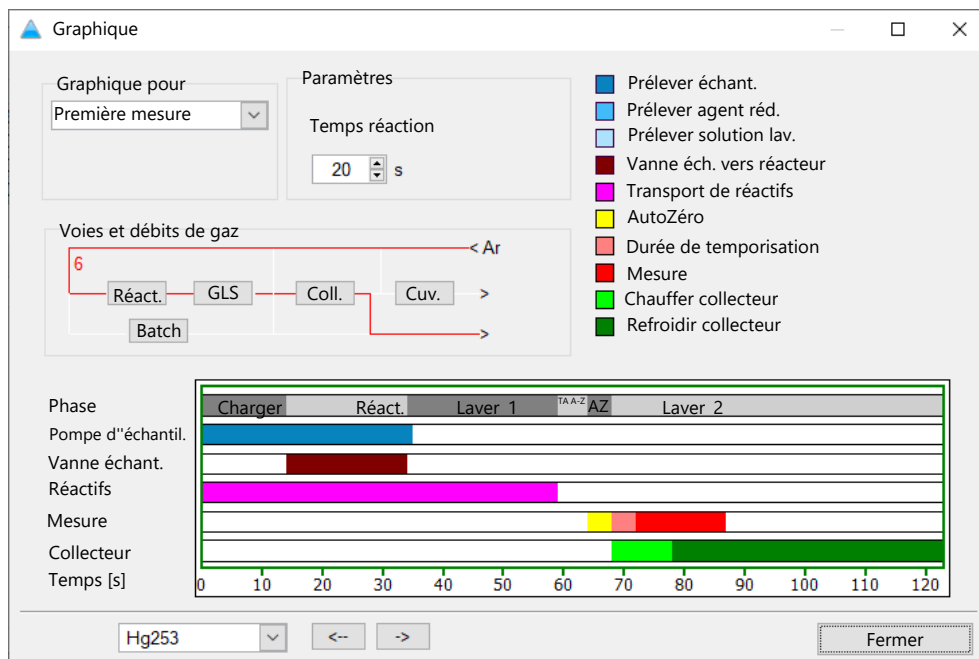 Graphique
Graphique pour
Première mesure
Paramètres
Temps réaction
20 s
Prélever échant.
Prélever agent réd.
Prélever solution lav.
Vanne éch. vers réacteur
Transport de réactifs
AutoZéro
Durée de temporisation
Mesure
Chauffer collecteur
Refroidir collecteur
Voies et débits de gaz
< Ar
6
Réact. GLS Coll. Cuv. >
Batch >
Phase Charger Réact. Laver 1 TA A-Z AZ Laver 2
Pompe d"échantil.
Vanne échant.
Réactifs
Mesure
Collecteur
Temps [s] 0 10 20 30 40 50 60 70 80 90 100 110 120
Hg253 <-- -> Fermer